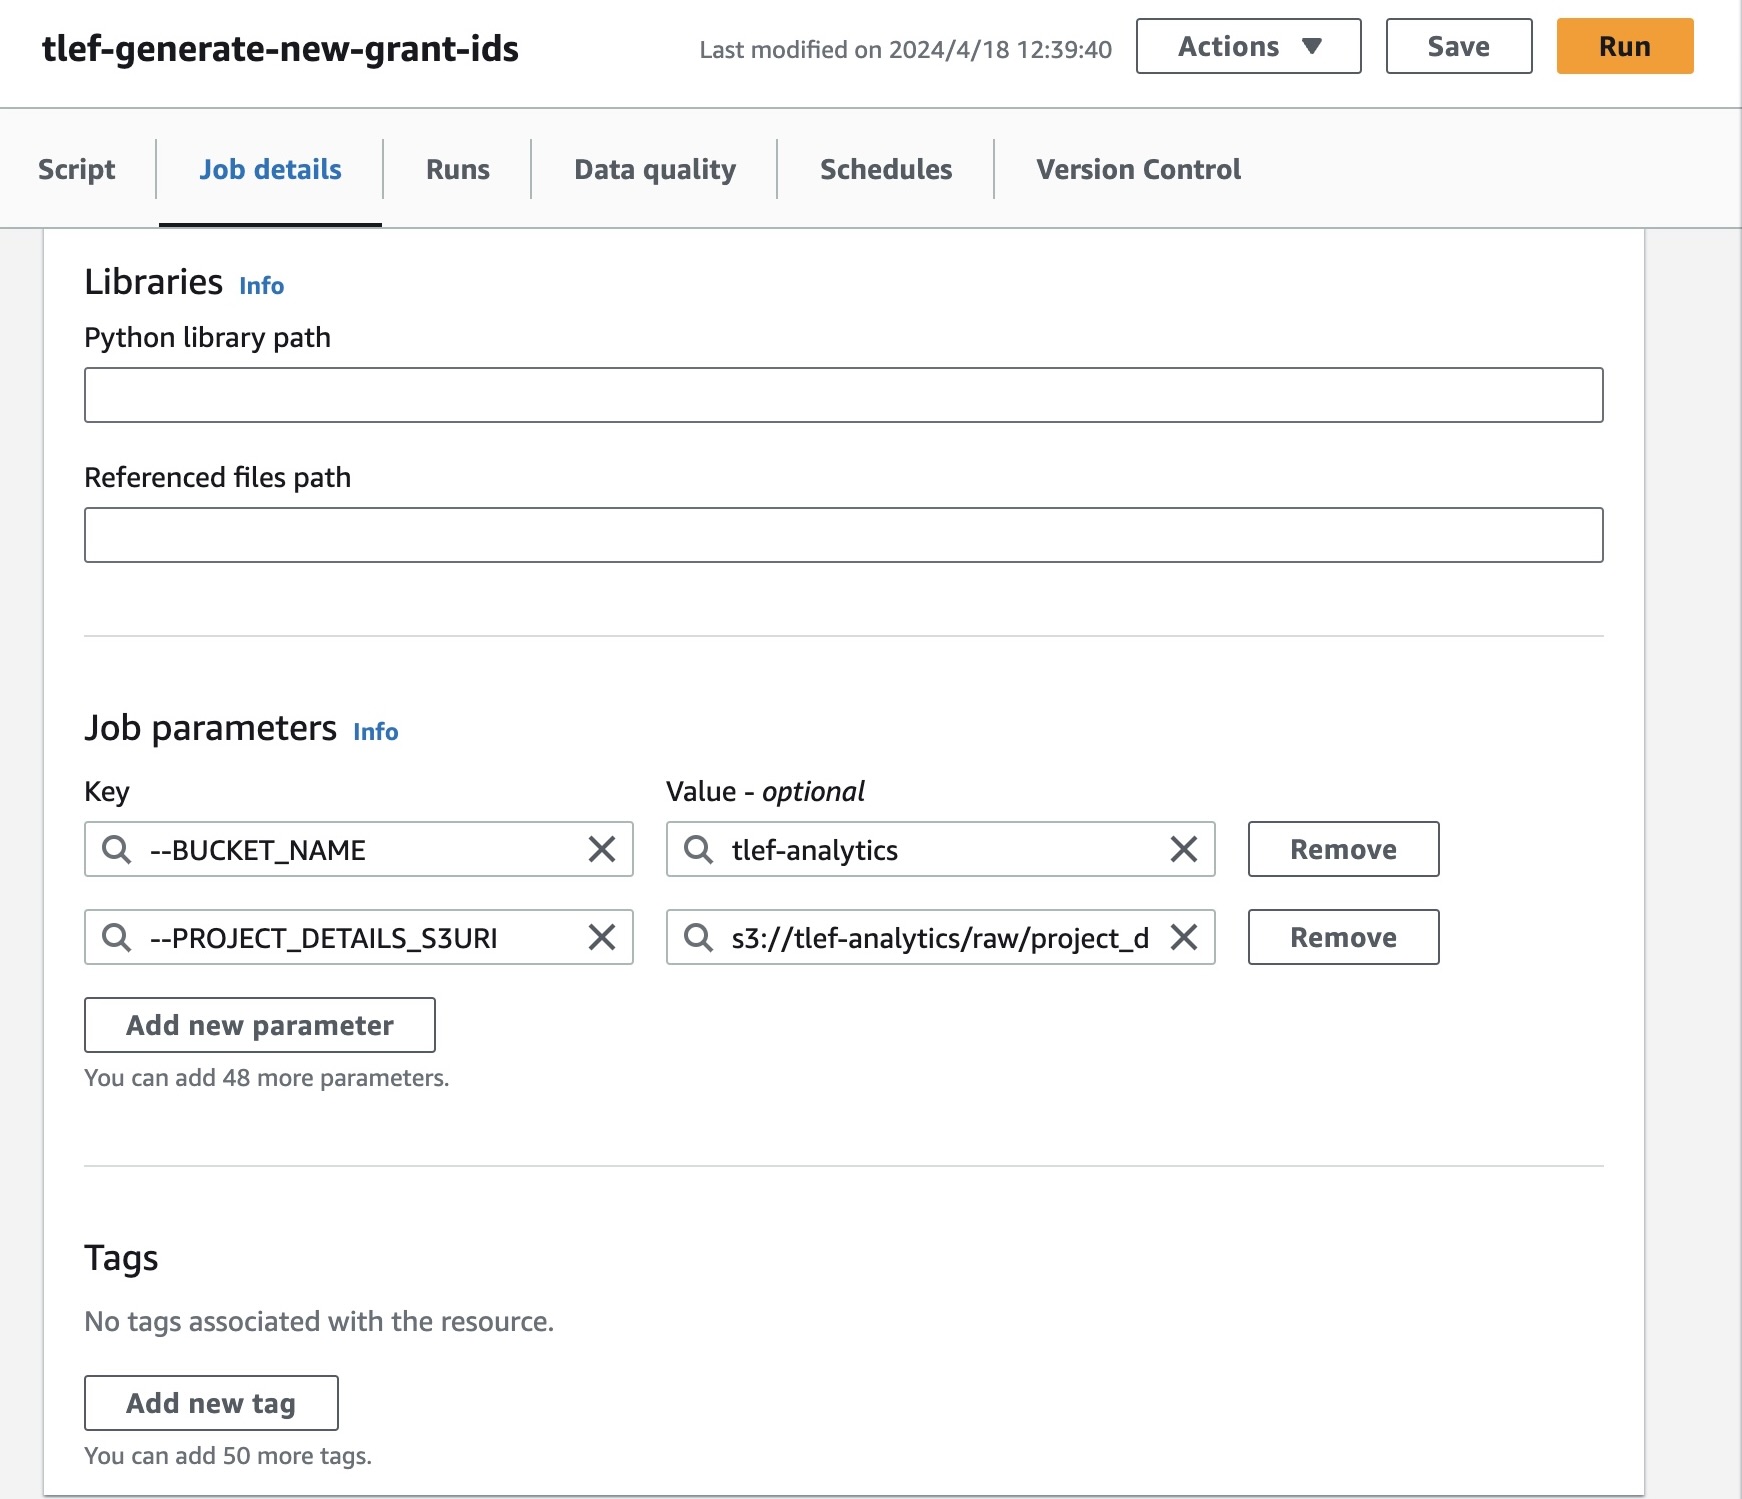 tlef-generate-new-grant-ids
Last modified on 2024/4/18 12:39:40
Actions
Save
Run
Script
Job details
Runs
Data quality
Schedules
Version Control
Libraries Info
Python library path
Referenced files path
Job parameters Info
Key
Value - optional
--BUCKET_NAME
tlef-analytics
Remove
--PROJECT_DETAILS_S3URI
s3://tlef-analytics/raw/project_d
Remove
Add new parameter
You can add 48 more parameters.
Tags
No tags associated with the resource.
Add new tag
You can add 50 more tags.